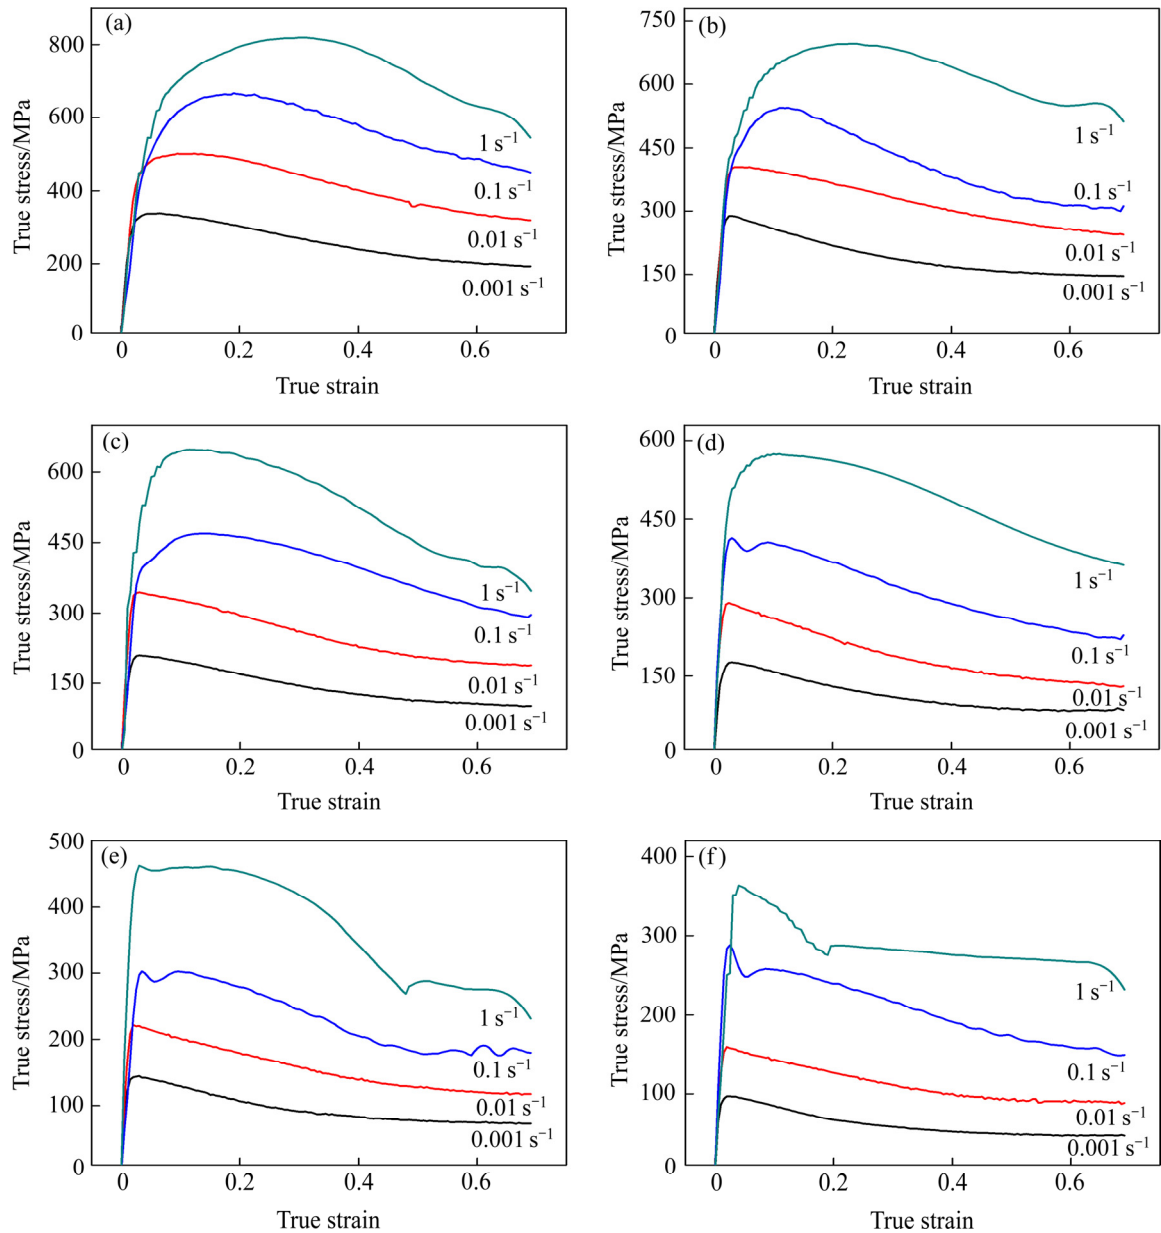 (a)
True stress/MPa
800
600
400
200
0
1 s⁻¹
0.1 s⁻¹
0.01 s⁻¹
0.001 s⁻¹
0 0.2 0.4 0.6
True strain
(b)
True stress/MPa
750
600
450
300
150
0
1 s⁻¹
0.1 s⁻¹
0.01 s⁻¹
0.001 s⁻¹
0 0.2 0.4 0.6
True strain
(c)
True stress/MPa
600
450
300
150
0
1 s⁻¹
0.1 s⁻¹
0.01 s⁻¹
0.001 s⁻¹
0 0.2 0.4 0.6
True strain
(d)
True stress/MPa
600
450
300
150
0
1 s⁻¹
0.1 s⁻¹
0.01 s⁻¹
0.001 s⁻¹
0 0.2 0.4 0.6
True strain
(e)
True stress/MPa
500
400
300
200
100
0
1 s⁻¹
0.1 s⁻¹
0.01 s⁻¹
0.001 s⁻¹
0 0.2 0.4 0.6
True strain
(f)
True stress/MPa
400
300
200
100
0
1 s⁻¹
0.1 s⁻¹
0.01 s⁻¹
0.001 s⁻¹
0 0.2 0.4 0.6
True strain